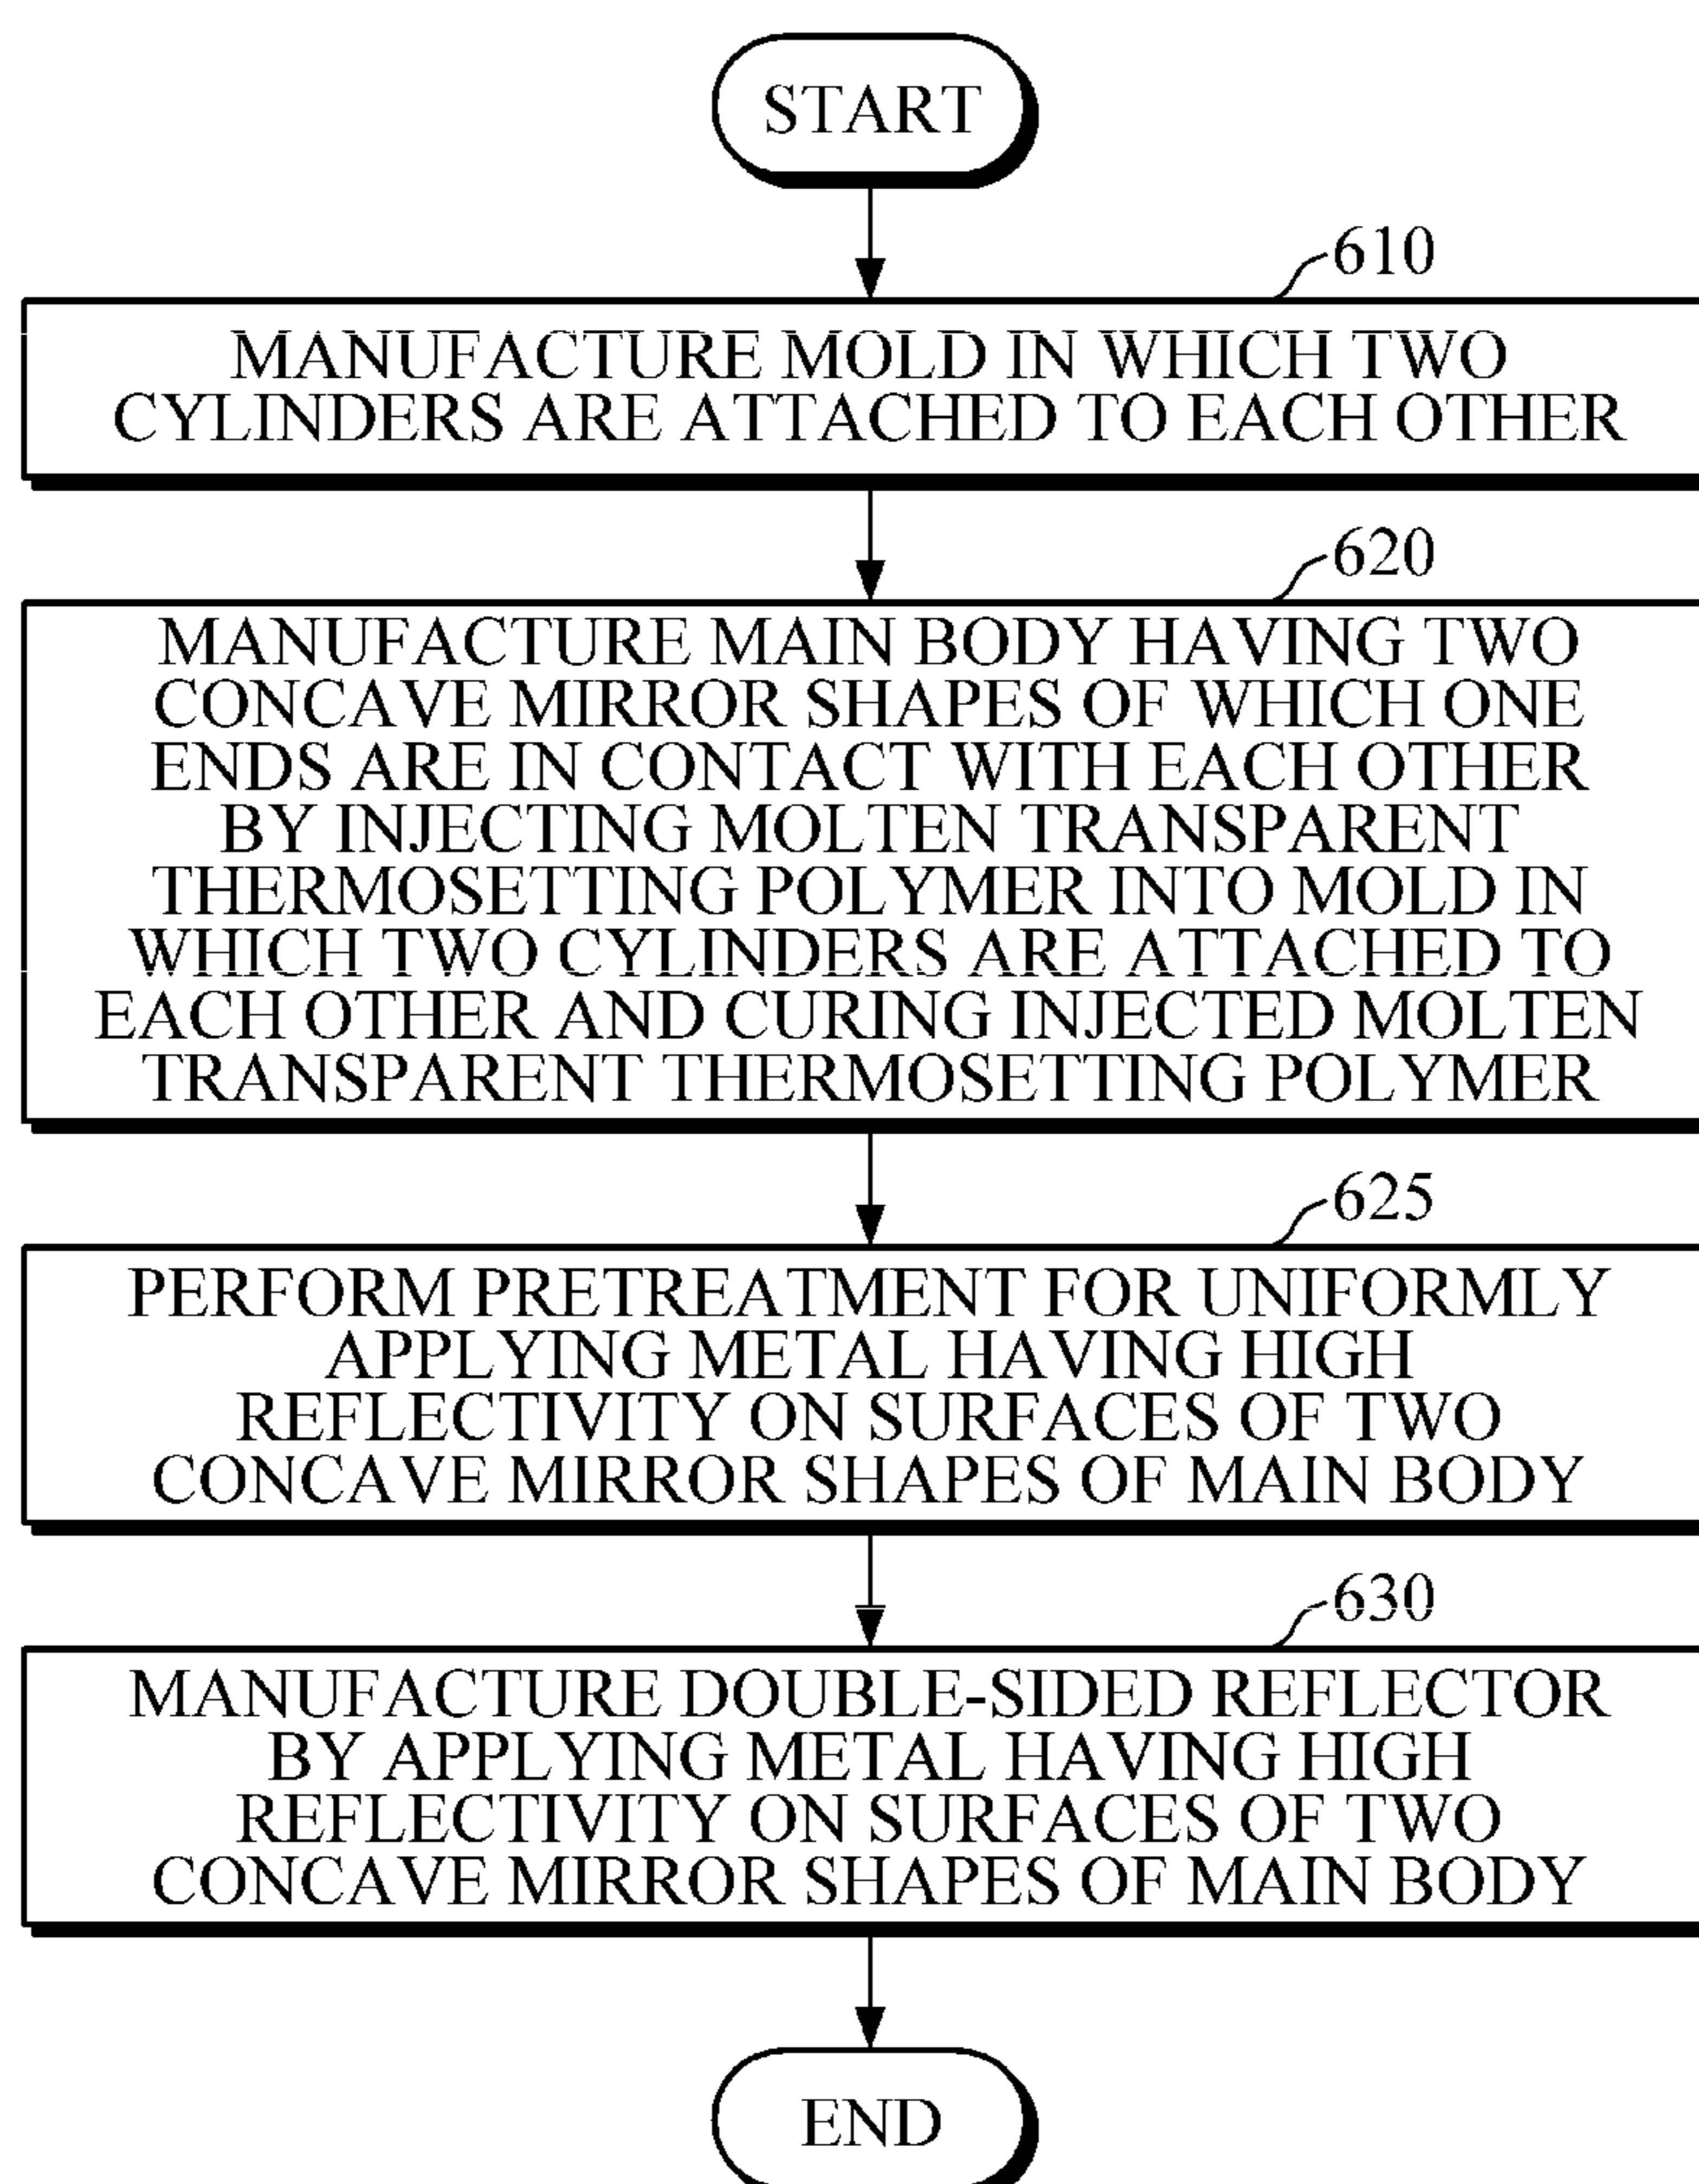 START
610
MANUFACTURE MOLD IN WHICH TWO
CYLINDERS ARE ATTACHED TO EACH OTHER
620
MANUFACTURE MAIN BODY HAVING TWO
CONCAVE MIRROR SHAPES OF WHICH ONE
ENDS ARE IN CONTACT WITH EACH OTHER
BY INJECTING MOLTEN TRANSPARENT
THERMOSETTING POLYMER INTO MOLD IN
WHICH TWO CYLINDERS ARE ATTACHED TO
EACH OTHER AND CURING INJECTED MOLTEN
TRANSPARENT THERMOSETTING POLYMER
625
PERFORM PRETREATMENT FOR UNIFORMLY
APPLYING METAL HAVING HIGH
REFLECTIVITY ON SURFACES OF TWO
CONCAVE MIRROR SHAPES OF MAIN BODY
630
MANUFACTURE DOUBLE-SIDED REFLECTOR
BY APPLYING METAL HAVING HIGH
REFLECTIVITY ON SURFACES OF TWO
CONCAVE MIRROR SHAPES OF MAIN BODY
END